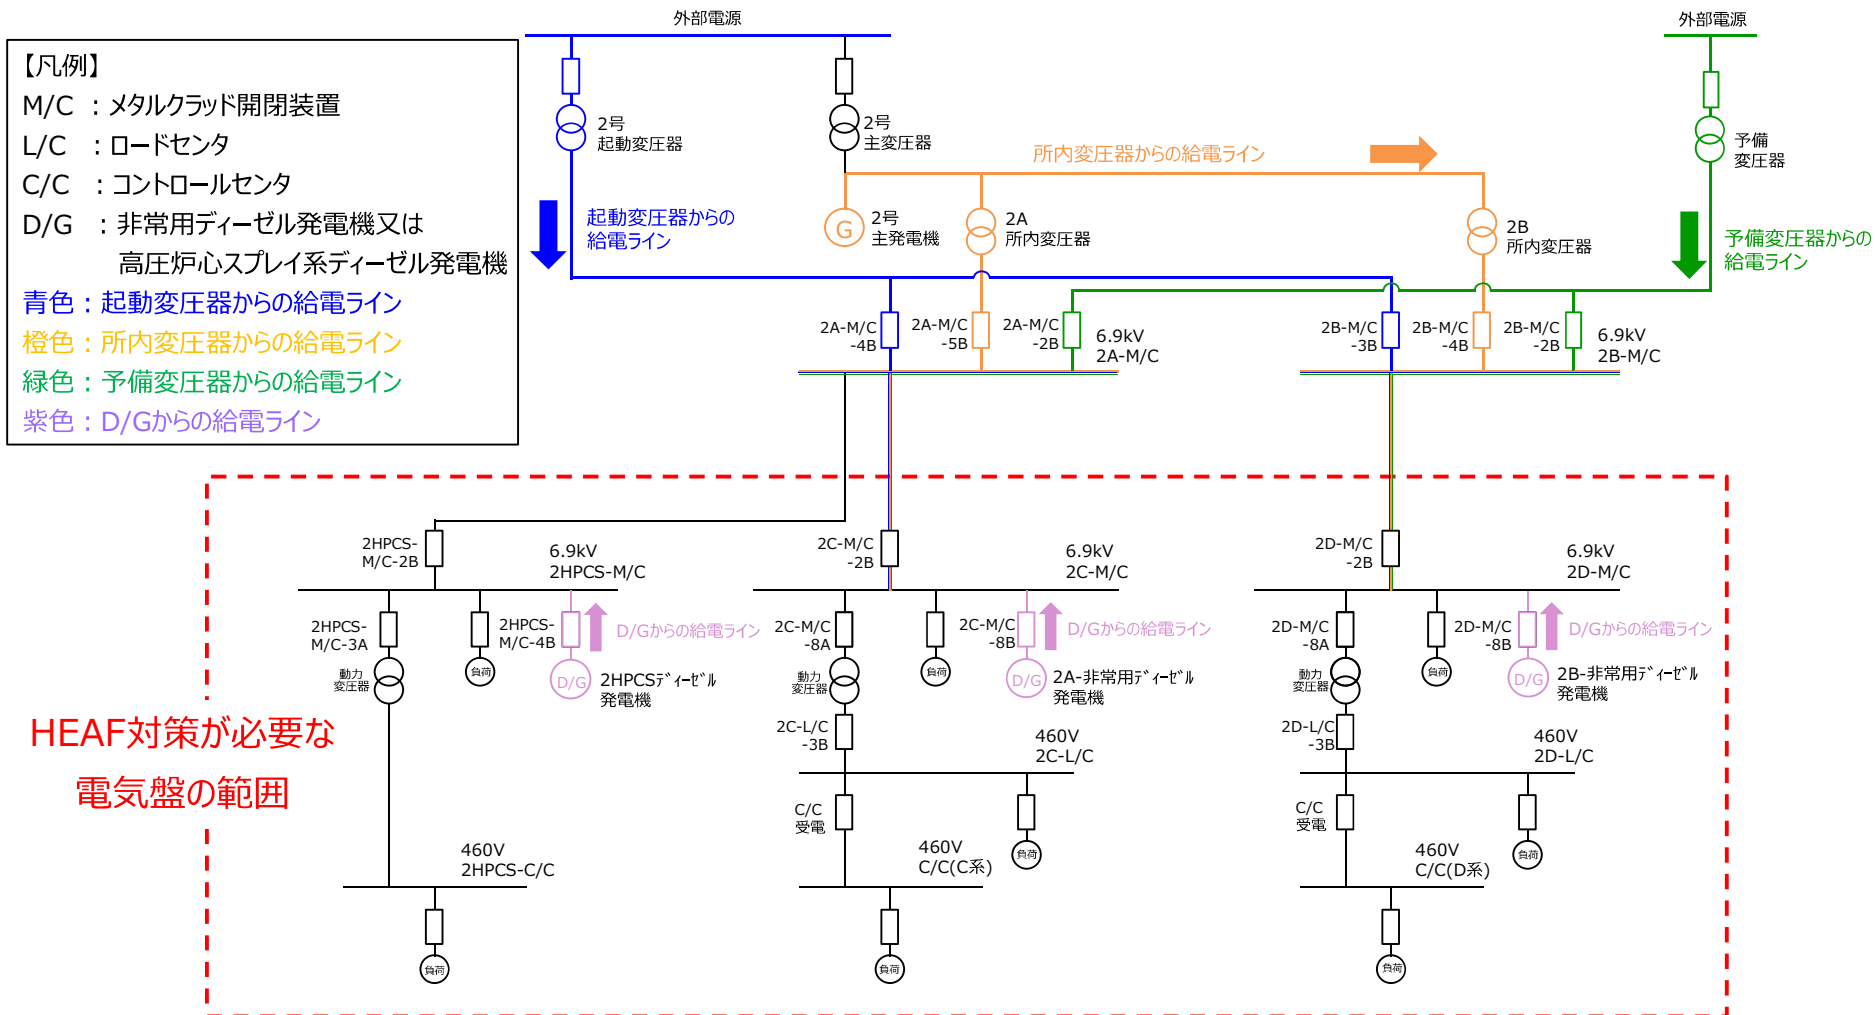 外部電源
外部電源
【凡例】
M/C :メタルクラッド開閉装置
L/C :ロードセンタ
C/C :コントロールセンタ
D/G :非常用ディーゼル発電機又は
高圧炉心スプレイ系ディーゼル発電機
青色:起動変圧器からの給電ライン
橙色:所内変圧器からの給電ライン
緑色:予備変圧器からの給電ライン
紫色:D/Gからの給電ライン
2号
起動変圧器
2号
主変圧器
所内変圧器からの給電ライン
予備
変圧器
起動変圧器からの
給電ライン
G
2号
主発電機
2A
所内変圧器
2B
所内変圧器
予備変圧器からの
給電ライン
2A-M/C
-4B
2A-M/C
-5B
2A-M/C
-2B
6.9kV
2A-M/C
2B-M/C
-3B
2B-M/C
-4B
2B-M/C
-2B
6.9kV
2B-M/C
2HPCS-
M/C-2B
6.9kV
2HPCS-M/C
2C-M/C
-2B
6.9kV
2C-M/C
2D-M/C
-2B
6.9kV
2D-M/C
2HPCS-
M/C-3A
2HPCS-
M/C-4B
D/Gからの給電ライン
2C-M/C
-8A
2C-M/C
-8B
D/Gからの給電ライン
2D-M/C
-8A
2D-M/C
-8B
D/Gからの給電ライン
動力
変圧器
負荷
D/G
2HPCSディーゼル
発電機
動力
変圧器
負荷
D/G
2A-非常用ディーゼル
発電機
動力
変圧器
負荷
D/G
2B-非常用ディーゼル
発電機
HEAF対策が必要な
電気盤の範囲
2C-L/C
-3B
460V
2C-L/C
2D-L/C
-3B
460V
2D-L/C
C/C
受電
負荷
C/C
受電
負荷
460V
2HPCS-C/C
460V
C/C(C系)
460V
C/C(D系)
負荷
負荷
負荷